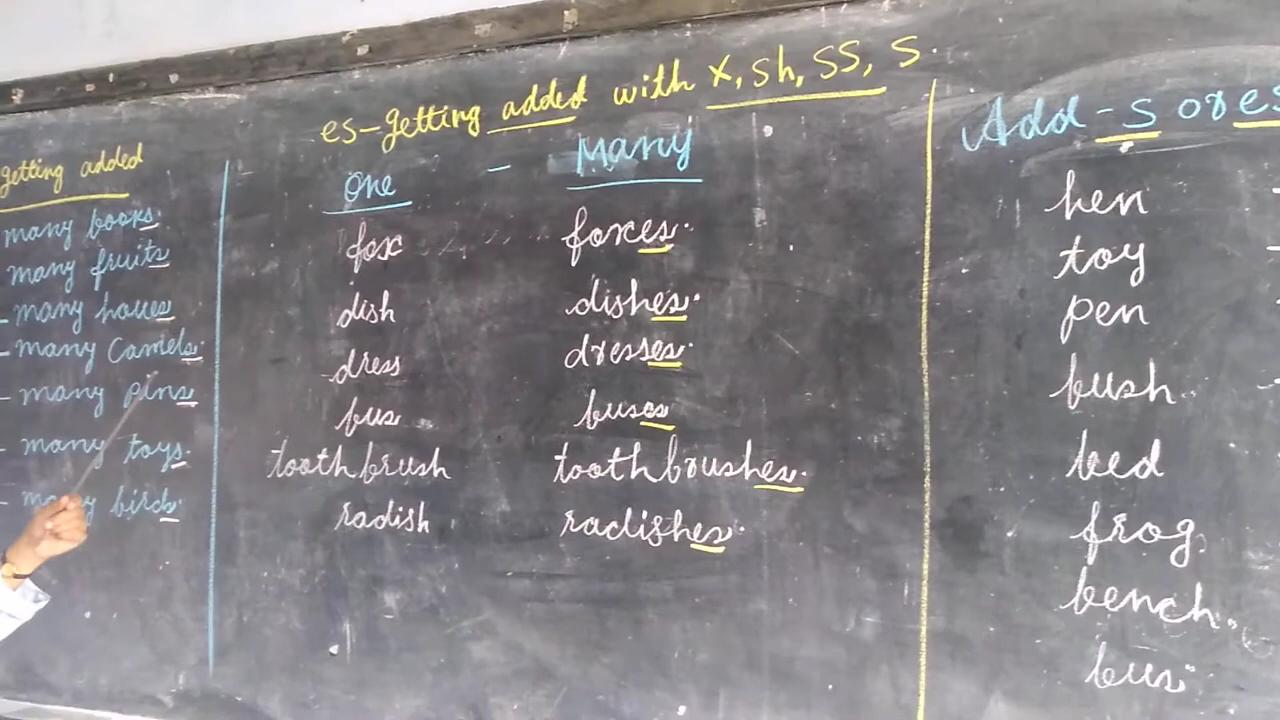 getting added
many books.
many fruits
- many houes
- many Camels.
- many pins
- many toys.
- many birds.
es-getting added with x, sh, ss, s.
One - Many
fox foxes.
dish dishes.
dress dresses.
bus buses
toothbrush toothbrushes.
radish radishes.
Add -s or es
hen -
toy -
pen -
bush. -
bed
frog.
bench.
bus.